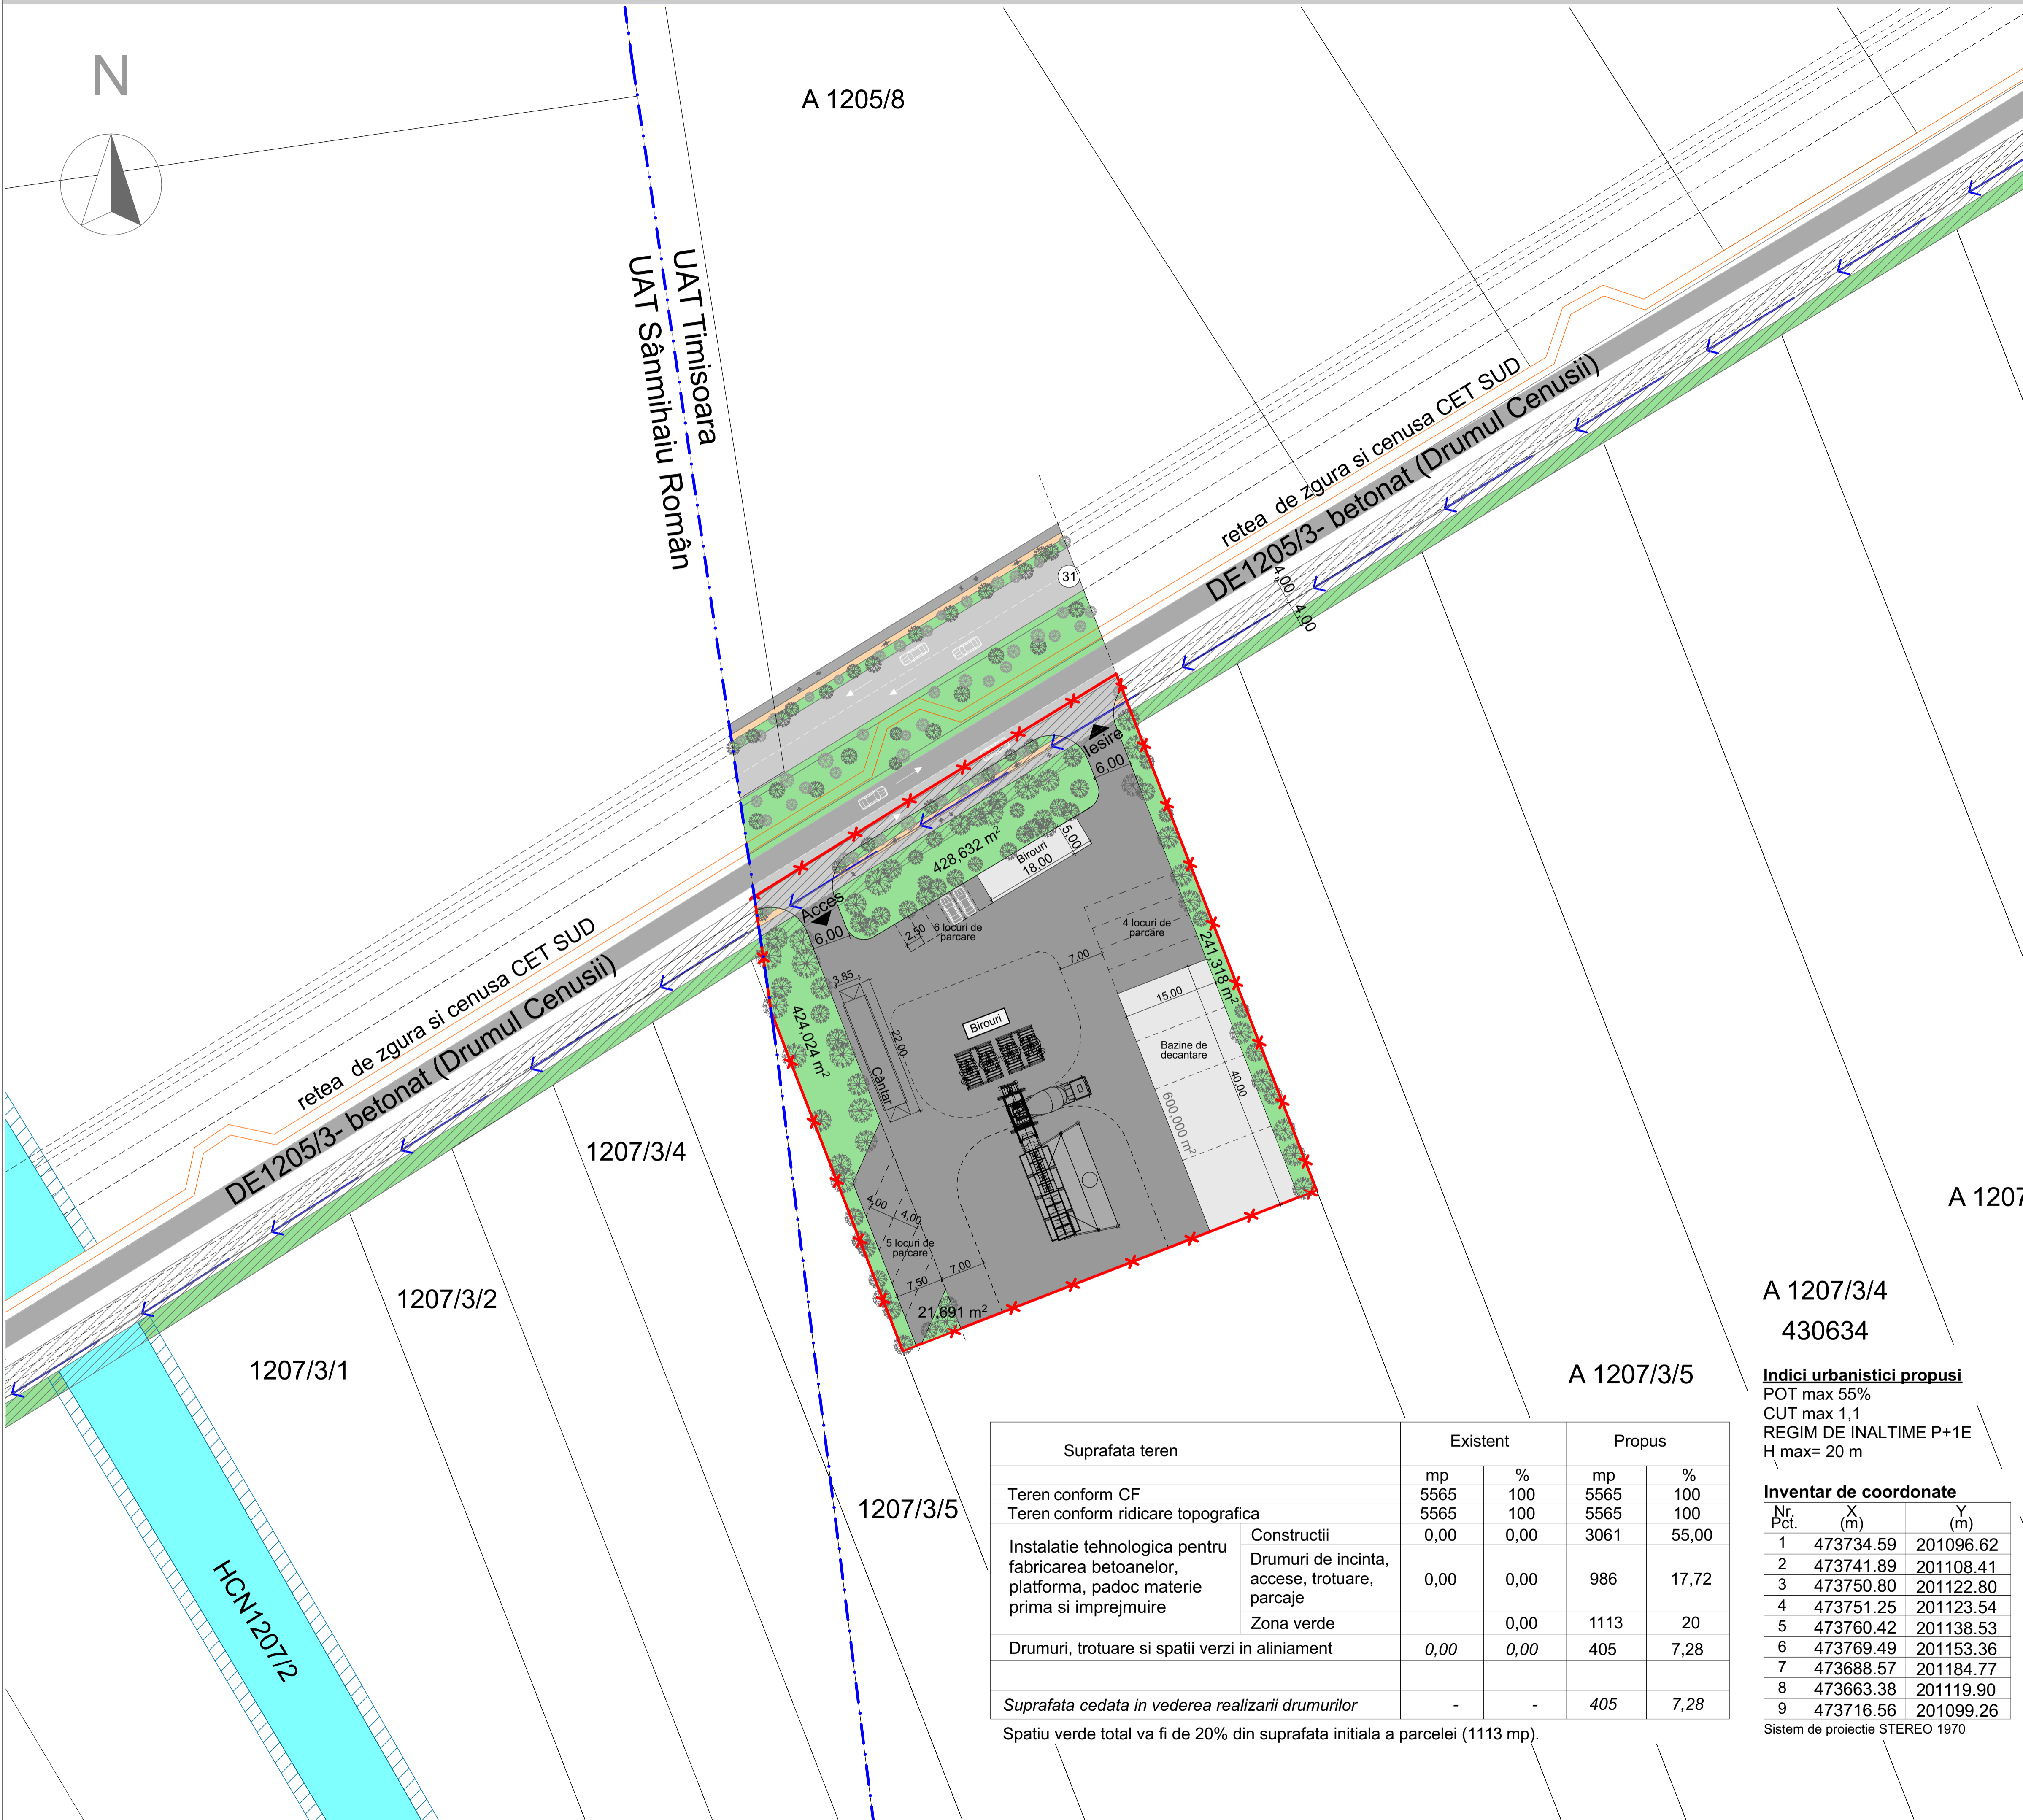 N
A 1205/8
UAT Timisoara
UAT Sânmihaiu Român
retea de zgura si cenusa CET SUD
DE1205/3- betonat (Drumul Cenusii)
4,00
4,00
31
Iesire
6,00
428,632 m²
Birouri
18,00
5,00
Acces
6,00
2,50
6 locuri de
parcare
4 locuri de
parcare
7,00
241,318 m²
3,85
22,00
Cântar
424,024 m²
Birouri
15,00
Bazine de
decantare
40,00
600,000 m²
4,00
4,00
5 locuri de
parcare
7,50
7,00
21,691 m²
retea de zgura si cenusa CET SUD
DE1205/3- betonat (Drumul Cenusii)
1207/3/4
1207/3/2
1207/3/1
1207/3/5
HCN1207/2
A 1207
A 1207/3/4
430634
A 1207/3/5
Indici urbanistici propusi
POT max 55%
CUT max 1,1
REGIM DE INALTIME P+1E
H max= 20 m
Suprafata teren Existent Propus
mp % mp %
Teren conform CF 5565 100 5565 100
Teren conform ridicare topografica 5565 100 5565 100
Instalatie tehnologica pentru
fabricarea betoanelor,
platforma, padoc materie
prima si imprejmuire
Constructii 0,00 0,00 3061 55,00
Drumuri de incinta,
accese, trotuare,
parcaje
0,00 0,00 986 17,72
Zona verde 0,00 1113 20
Drumuri, trotuare si spatii verzi in aliniament 0,00 0,00 405 7,28
Suprafata cedata in vederea realizarii drumurilor - - 405 7,28
Spatiu verde total va fi de 20% din suprafata initiala a parcelei (1113 mp).
Inventar de coordonate
Nr. X Y
Pct. (m) (m)
1 473734.59 201096.62
2 473741.89 201108.41
3 473750.80 201122.80
4 473751.25 201123.54
5 473760.42 201138.53
6 473769.49 201153.36
7 473688.57 201184.77
8 473663.38 201119.90
9 473716.56 201099.26
Sistem de proiectie STEREO 1970